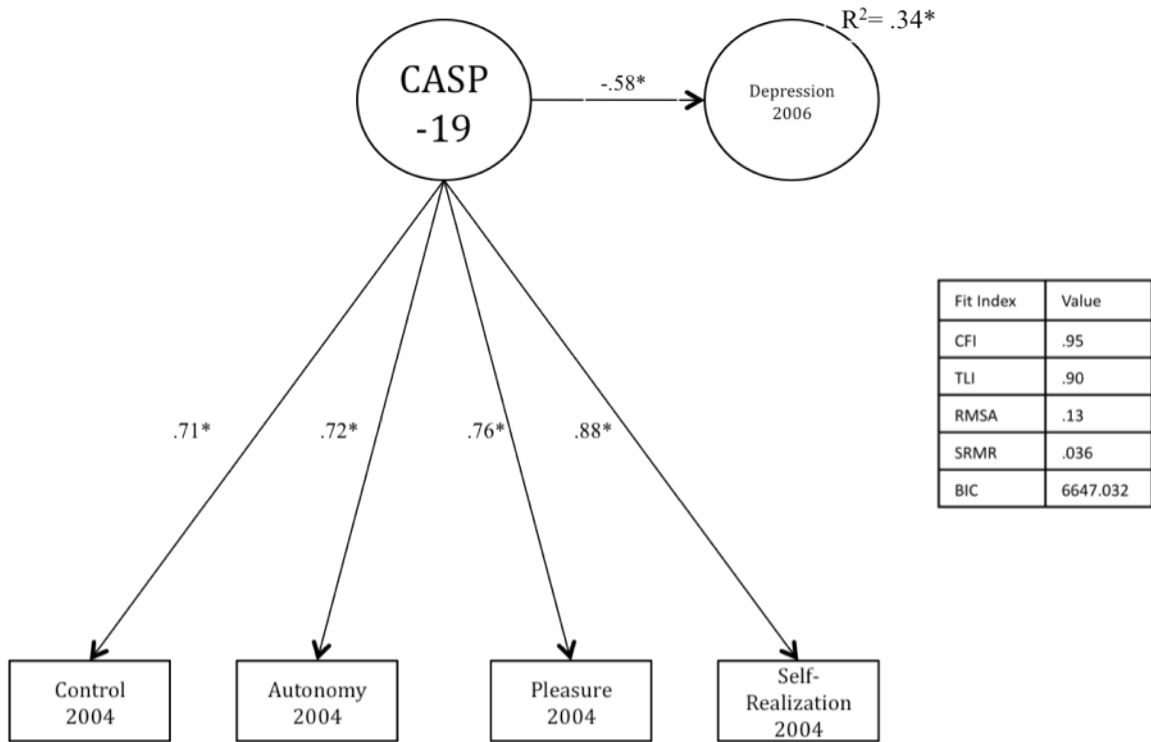 R²= .34*
CASP
-19
-.58*
Depression
2006
Fit Index Value
CFI .95
TLI .90
RMSA .13
SRMR .036
BIC 6647.032
.71*
.72*
.76*
.88*
Control
2004
Autonomy
2004
Pleasure
2004
Self-
Realization
2004